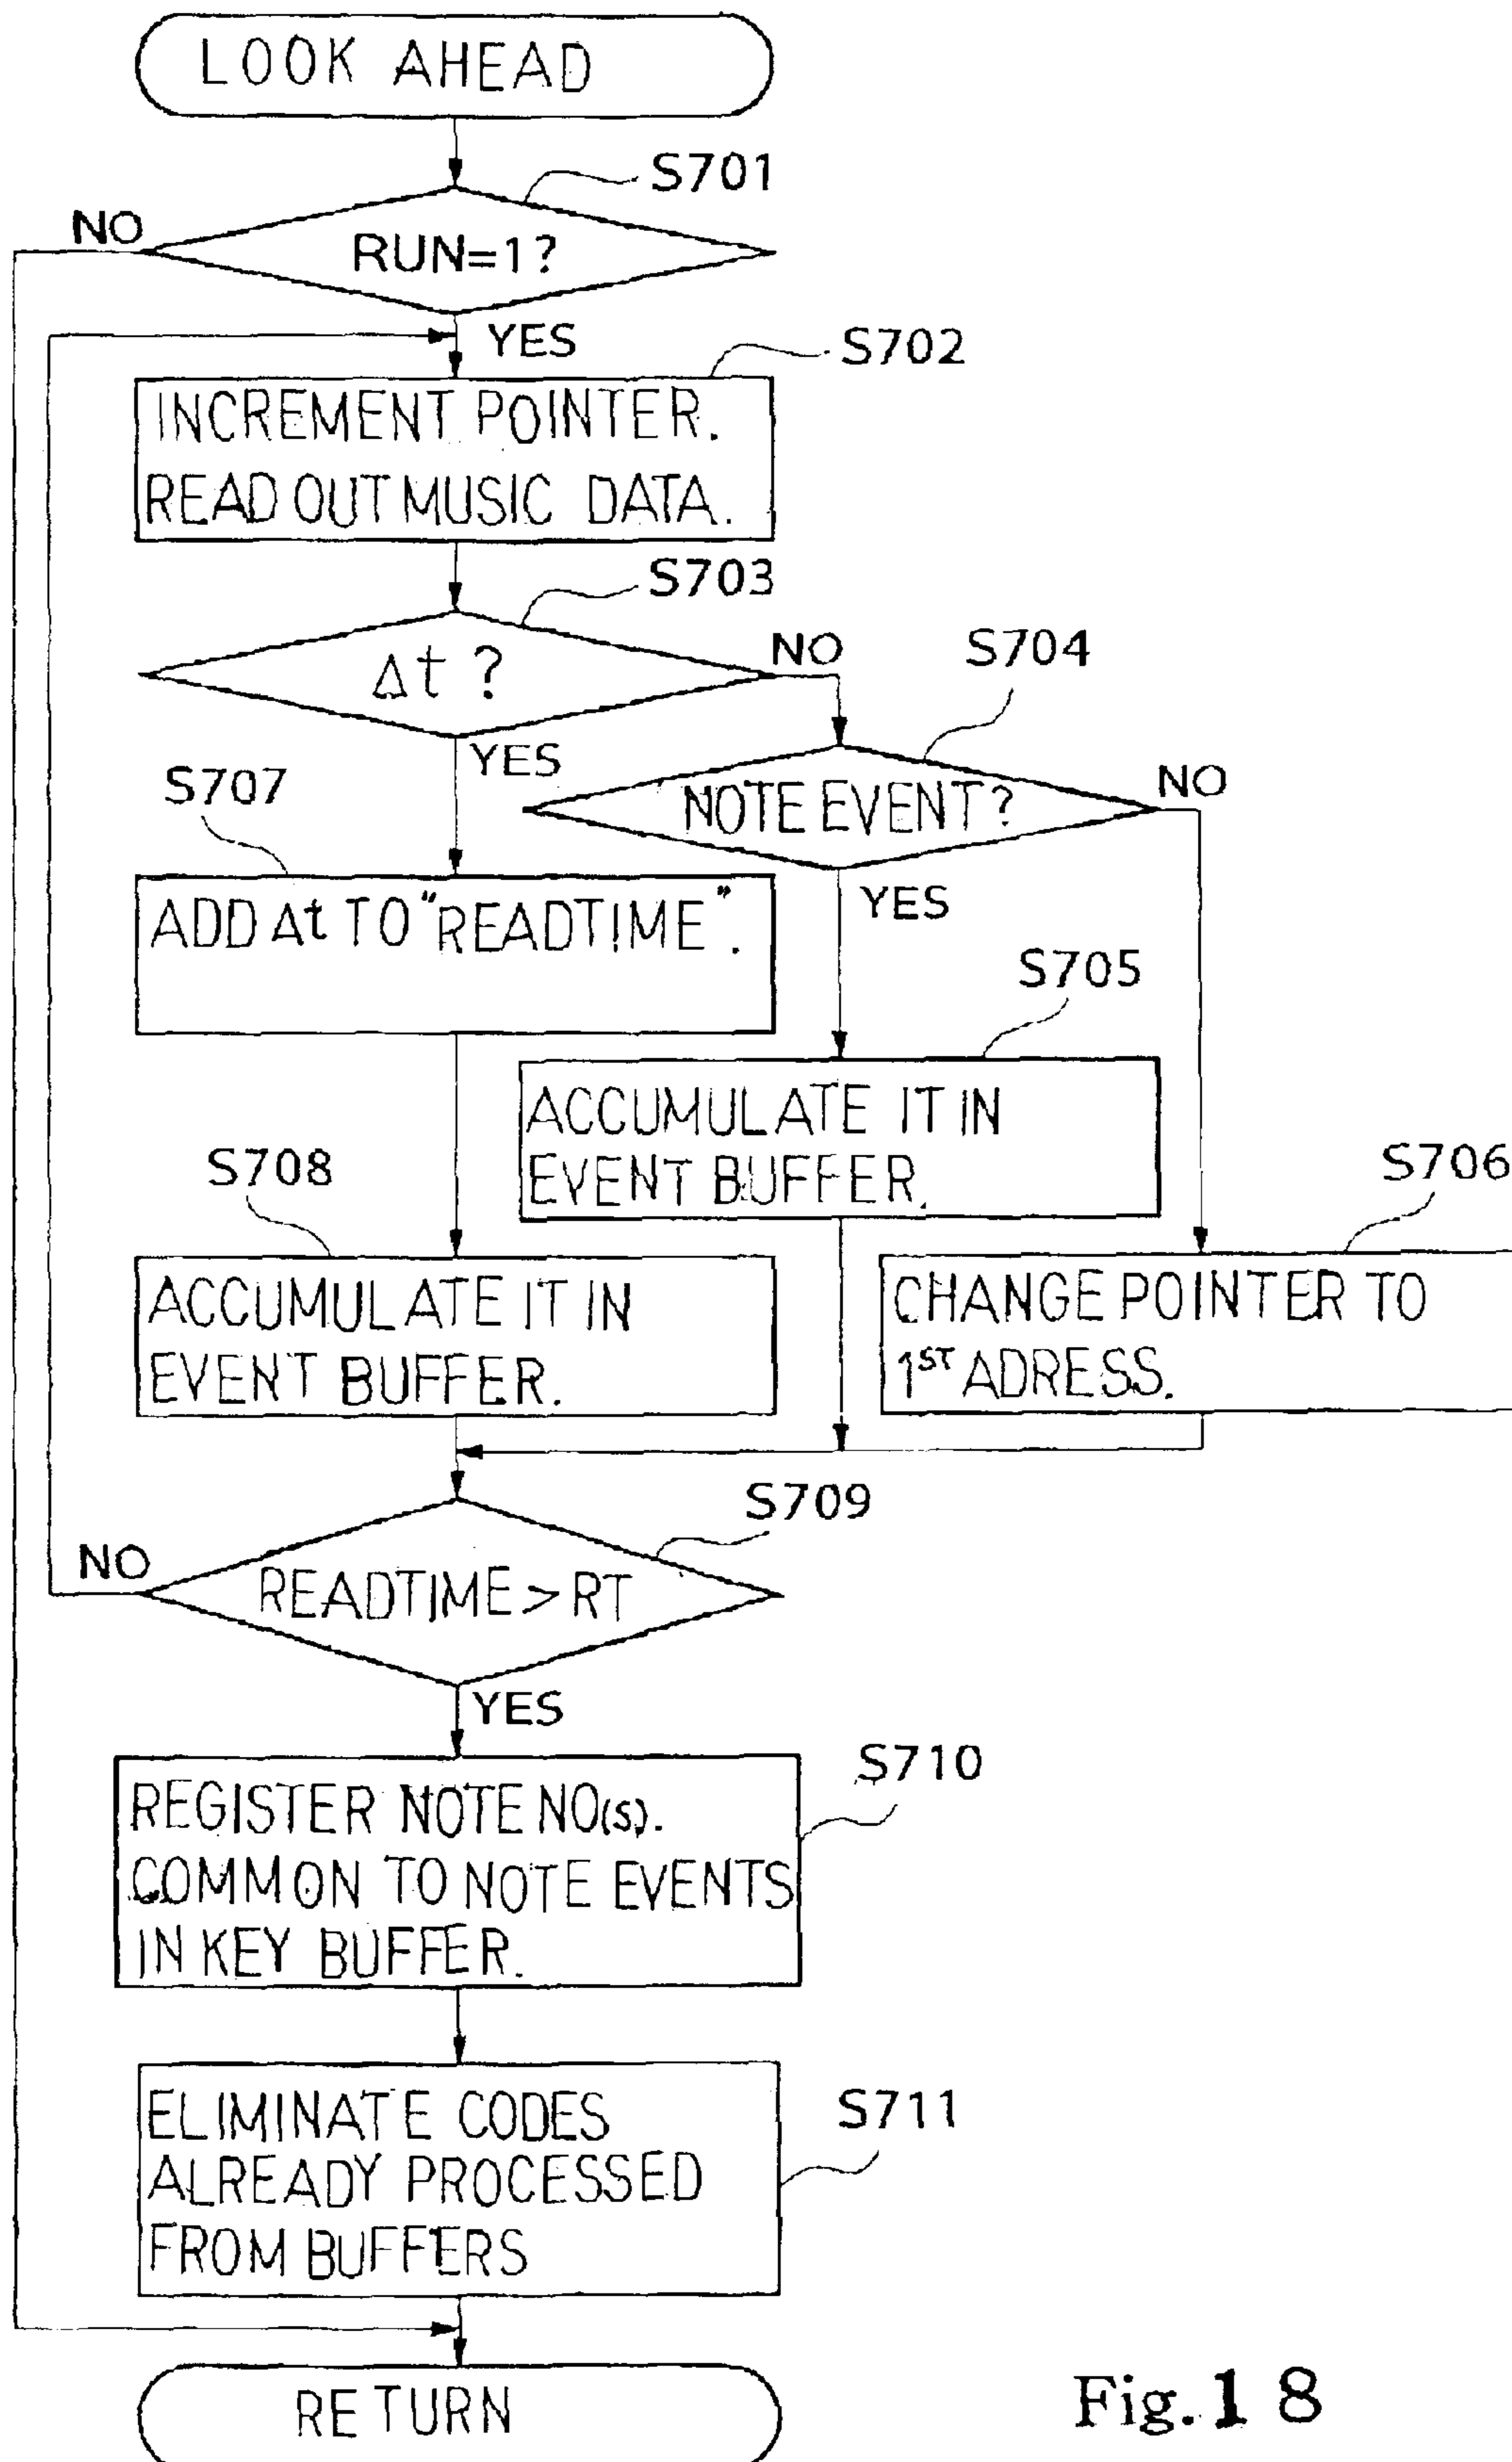 LOOK AHEAD
S701
NO
RUN=1?
YES
S702
INCREMENT POINTER.
READ OUT MUSIC DATA.
S703
Δt ?
NO
S704
YES
S707
NOTE EVENT?
NO
ADD Δt TO "READTIME".
YES
S705
ACCUMULATE IT IN
EVENT BUFFER.
S708
S706
ACCUMULATE IT IN
EVENT BUFFER.
CHANGE POINTER TO
1ST ADRESS.
S709
NO
READTIME > RT
YES
S710
REGISTER NOTE NO(S).
COMMON TO NOTE EVENTS
IN KEY BUFFER.
S711
ELIMINATE CODES
ALREADY PROCESSED
FROM BUFFERS
RETURN
Fig. 18